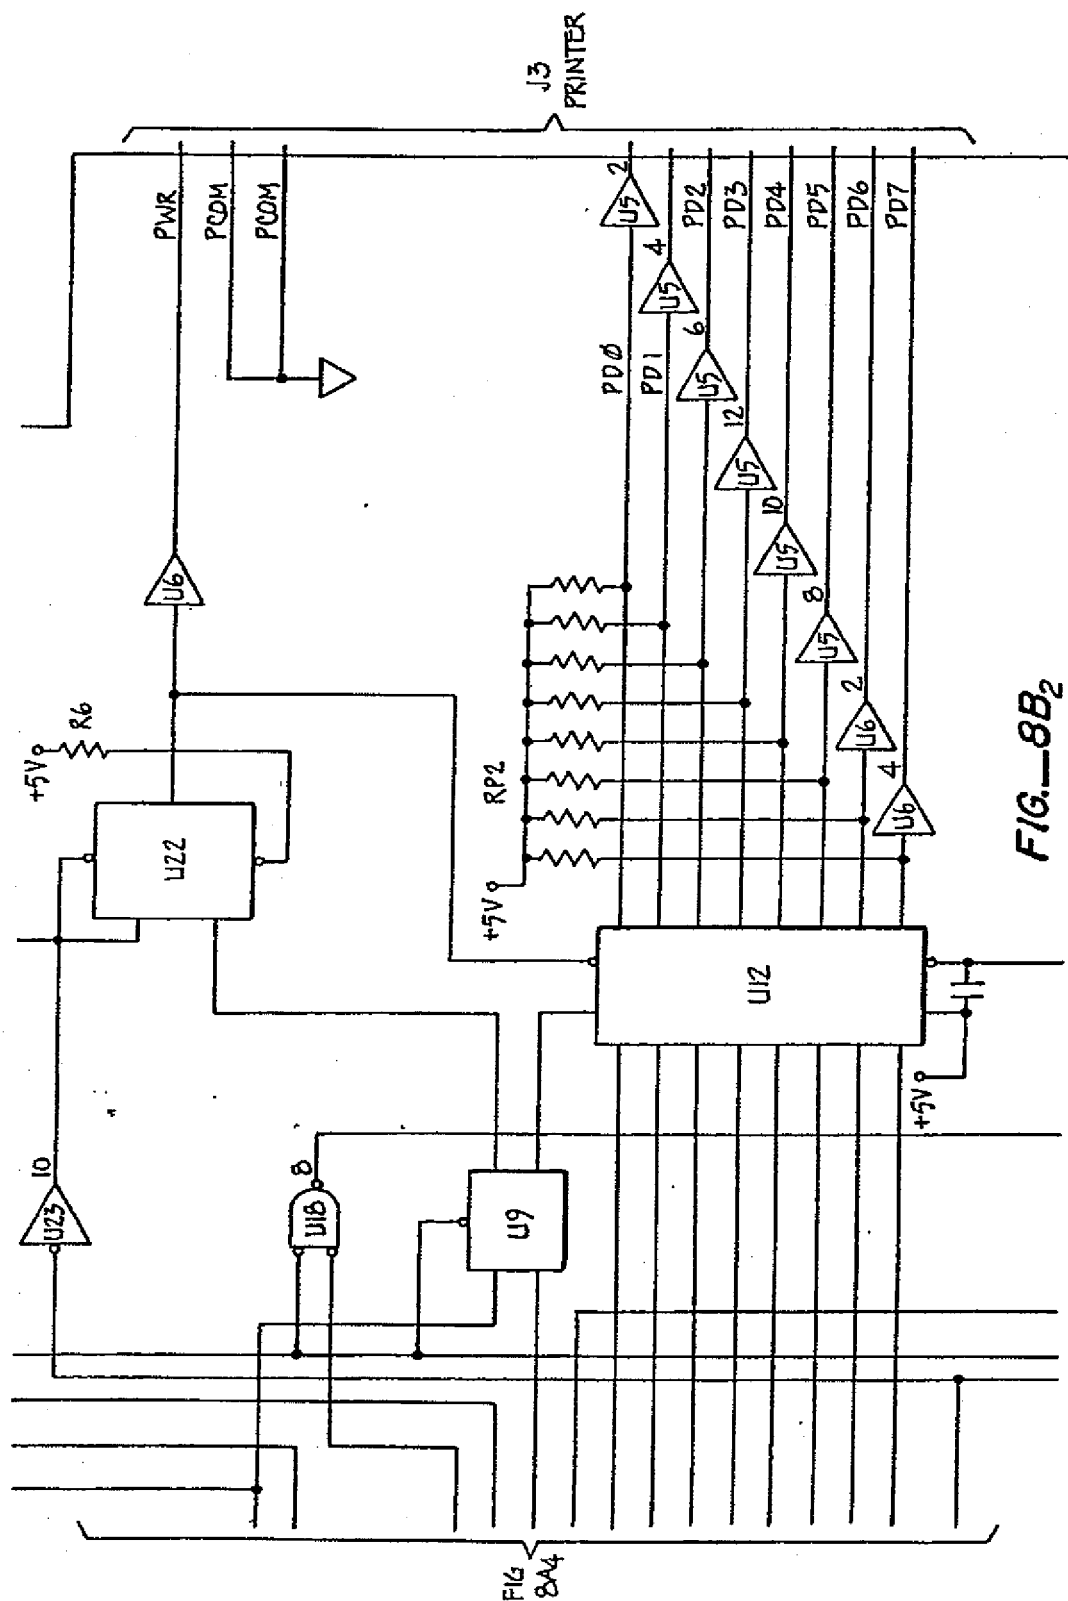 J3
PRINTER
PWR
PCOM
PCOM
2
U5
4
U5
PD2
PD3
PD4
PD5
PD6
PD7
6
U5
PD0
PD1
12
U5
10
U5
8
U5
2
U6
4
U6
U6
R6
+5V
U22
RP2
+5V
U12
+5V
10
U23
8
U18
U9
FIG
8A4
FIG._8B2